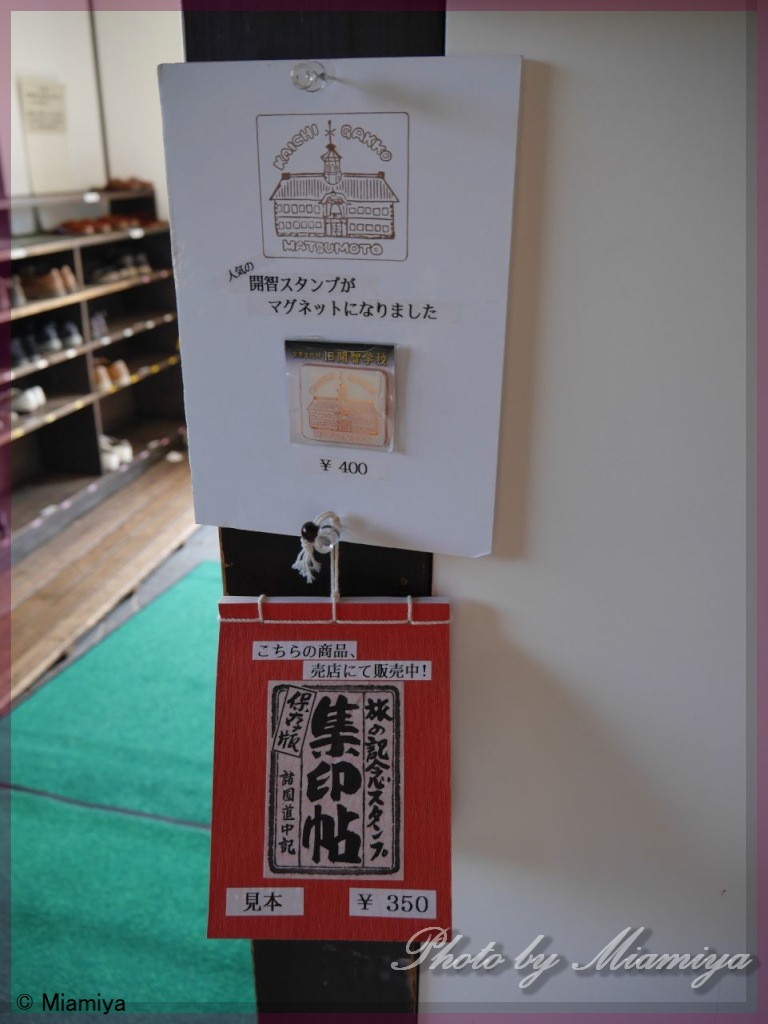 KAICHI GAKKO
MATSUMOTO
人気の
開智スタンプが
マグネットになりました
旧開智学校
￥400
こちらの商品、
売店にて販売中！
旅の記念スタンプ
集印帖
保存版
諸国道中記
見本
￥350
Photo by Miamiya
© Miamiya